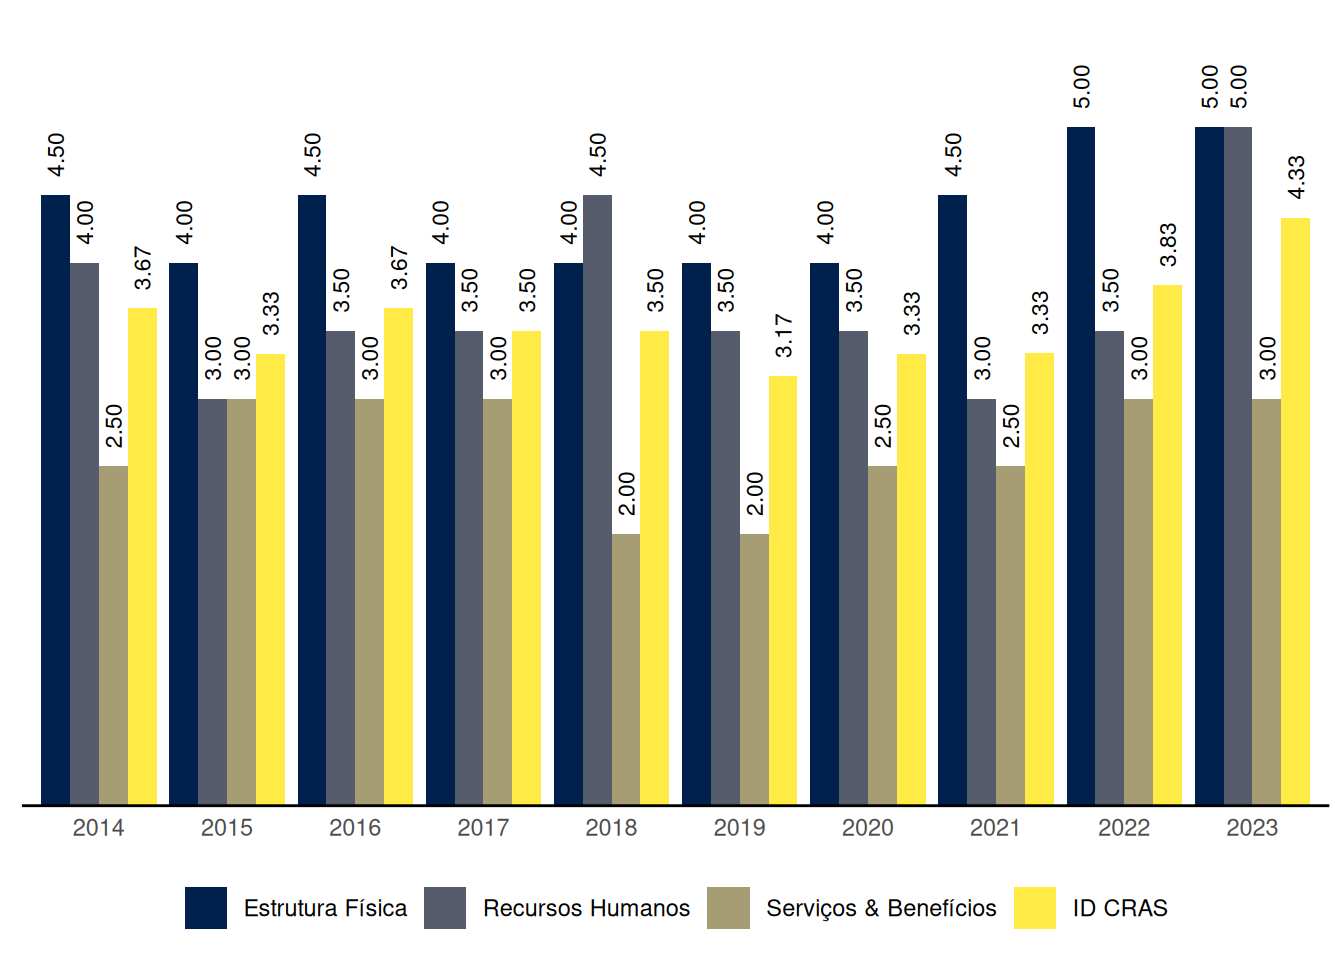 4.50 4.00 2.50 3.67 4.00 3.00 3.00 3.33 4.50 3.50 3.00 3.67 4.00 3.50 3.00 3.50 4.00 4.50 2.00 3.50 4.00 3.50 2.00 3.17 4.00 3.50 2.50 3.33 4.50 3.00 2.50 3.33 5.00 3.50 3.00 3.83 5.00 5.00 3.00 4.33
2014 2015 2016 2017 2018 2019 2020 2021 2022 2023
Estrutura Física Recursos Humanos Serviços & Benefícios ID CRAS